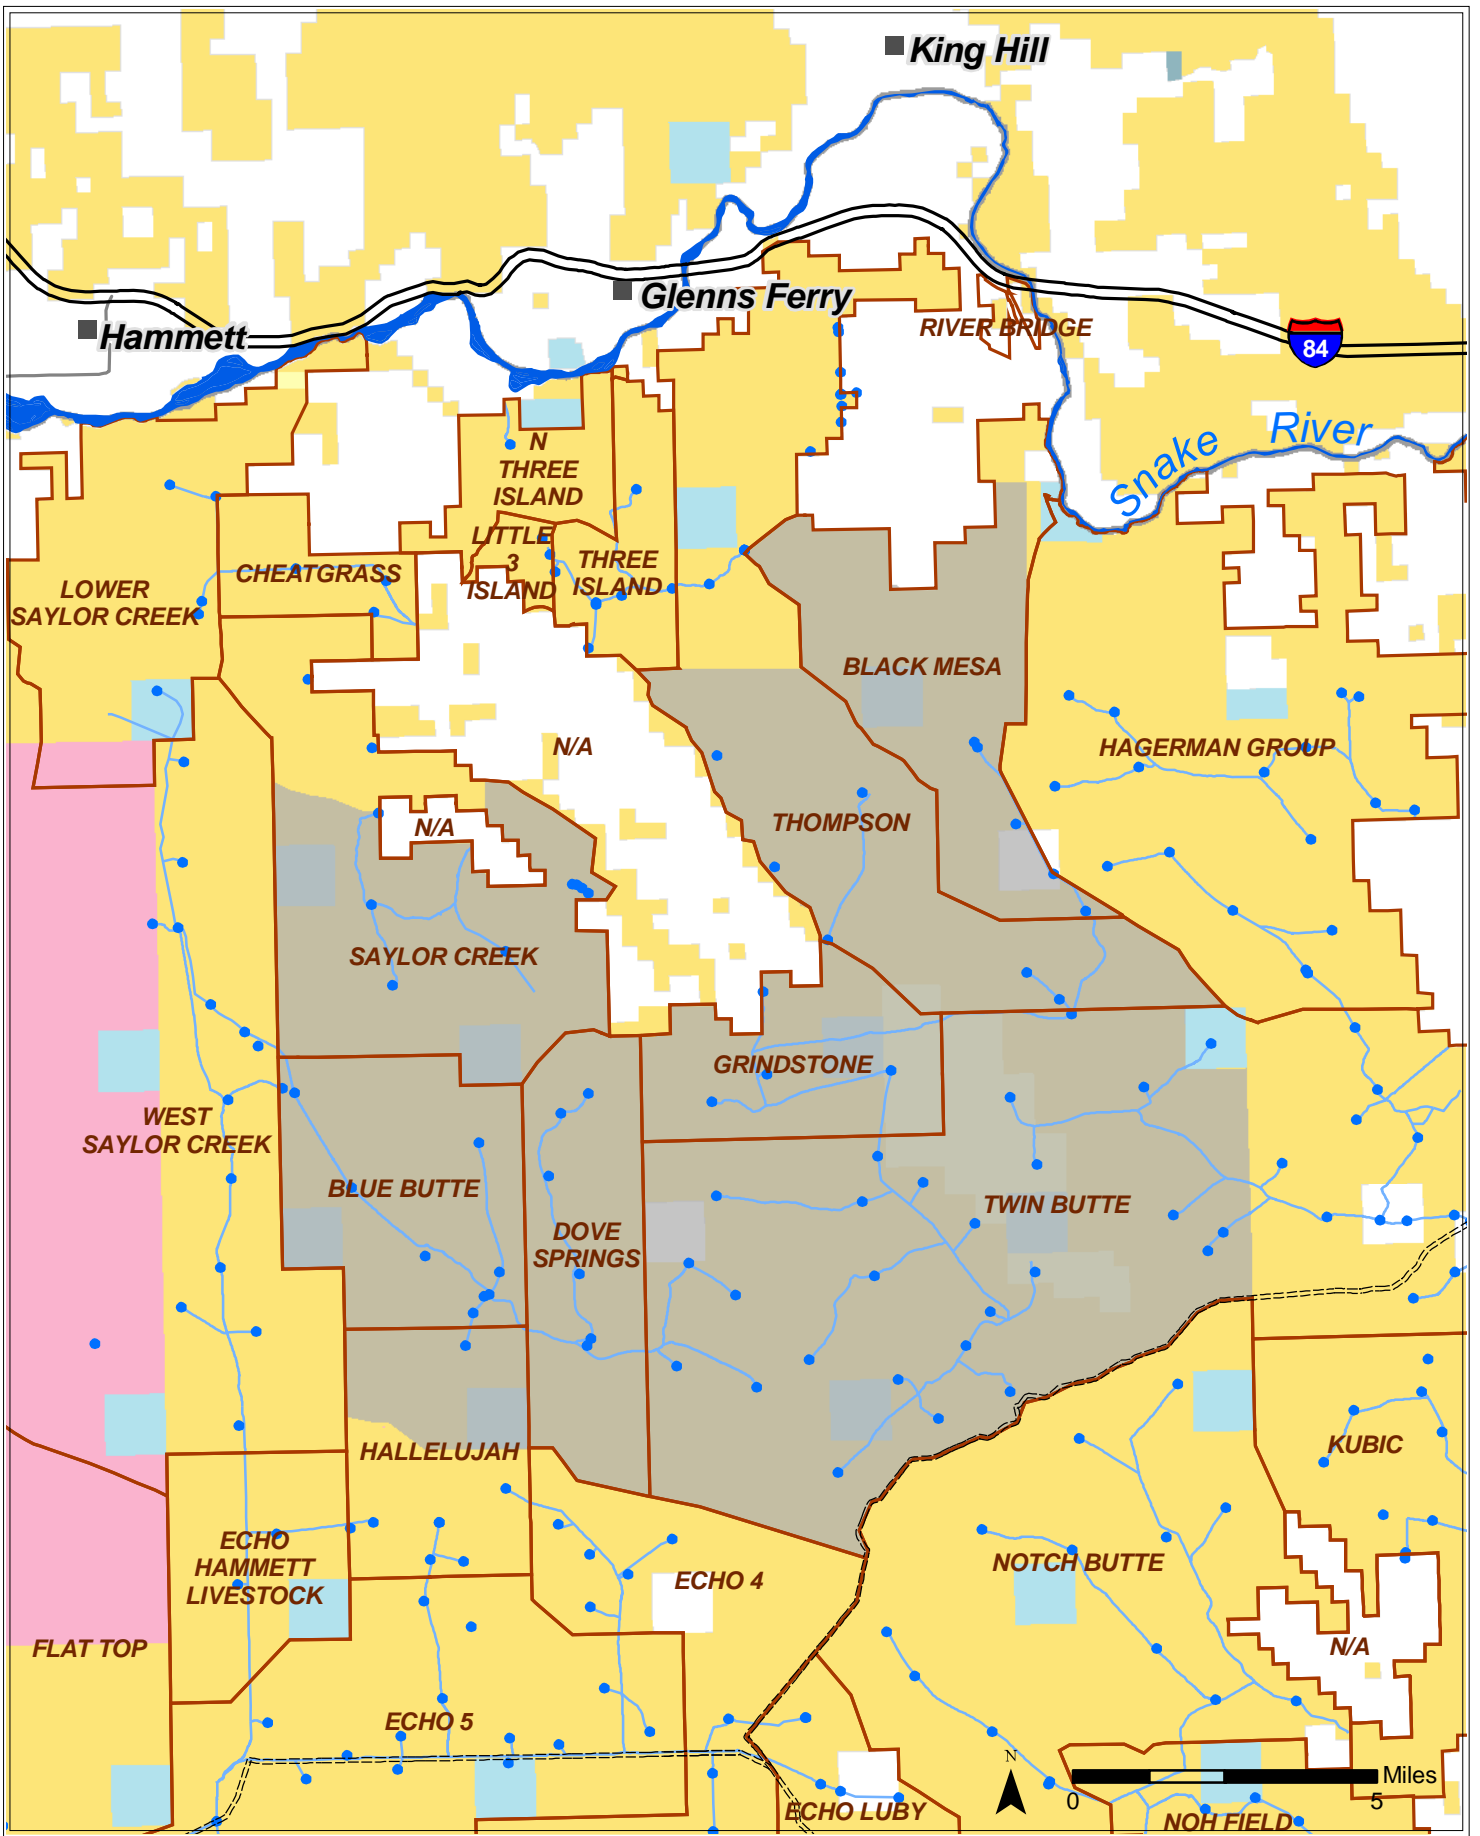 King Hill
Glenns Ferry
Hammett
RIVER BRIDGE
84
Snake River
N
THREE
ISLAND
LITTLE
3
ISLAND
THREE
ISLAND
LOWER
SAYLOR CREEK
CHEATGRASS
BLACK MESA
N/A
HAGERMAN GROUP
N/A
THOMPSON
SAYLOR CREEK
GRINDSTONE
WEST
SAYLOR CREEK
BLUE BUTTE
DOVE
SPRINGS
TWIN BUTTE
HALLELUJAH
KUBIC
ECHO
HAMMETT
LIVESTOCK
ECHO 4
NOTCH BUTTE
FLAT TOP
N/A
ECHO 5
N
Miles
0
5
ECHO LUBY
NOH FIELD